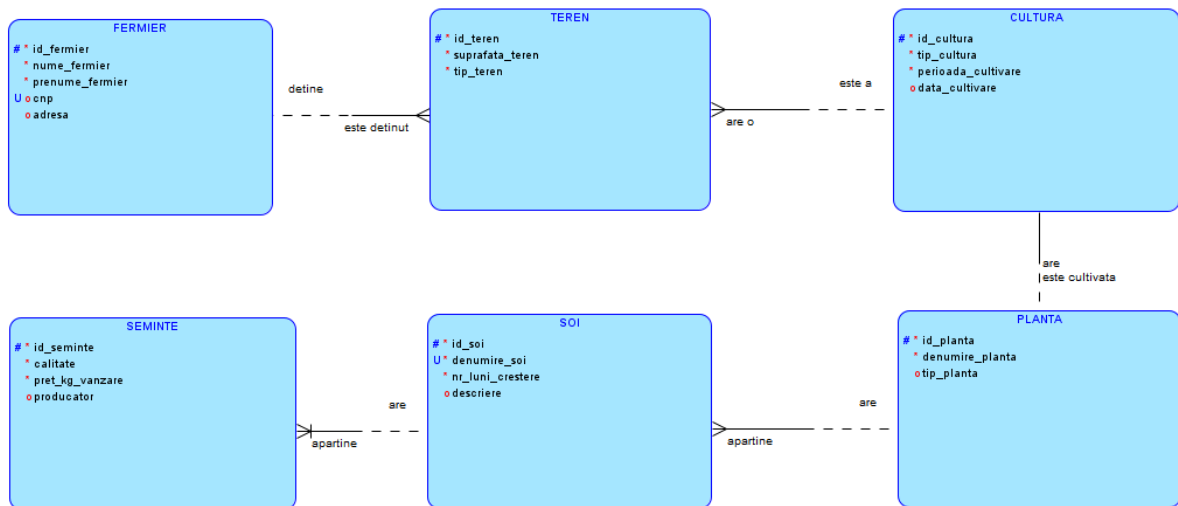 FERMIER
# * id_fermier
* nume_fermier
* prenume_fermier
U o cnp
o adresa
detine
este detinut
TEREN
# * id_teren
* suprafata_teren
* tip_teren
este a
are o
CULTURA
# * id_cultura
* tip_cultura
* perioada_cultivare
o data_cultivare
are
este cultivata
SEMINTE
# * id_seminte
* calitate
* pret_kg_vanzare
o producator
are
apartine
SOI
# * id_soi
U * denumire_soi
* nr_luni_crestere
o descriere
are
apartine
PLANTA
# * id_planta
* denumire_planta
o tip_planta